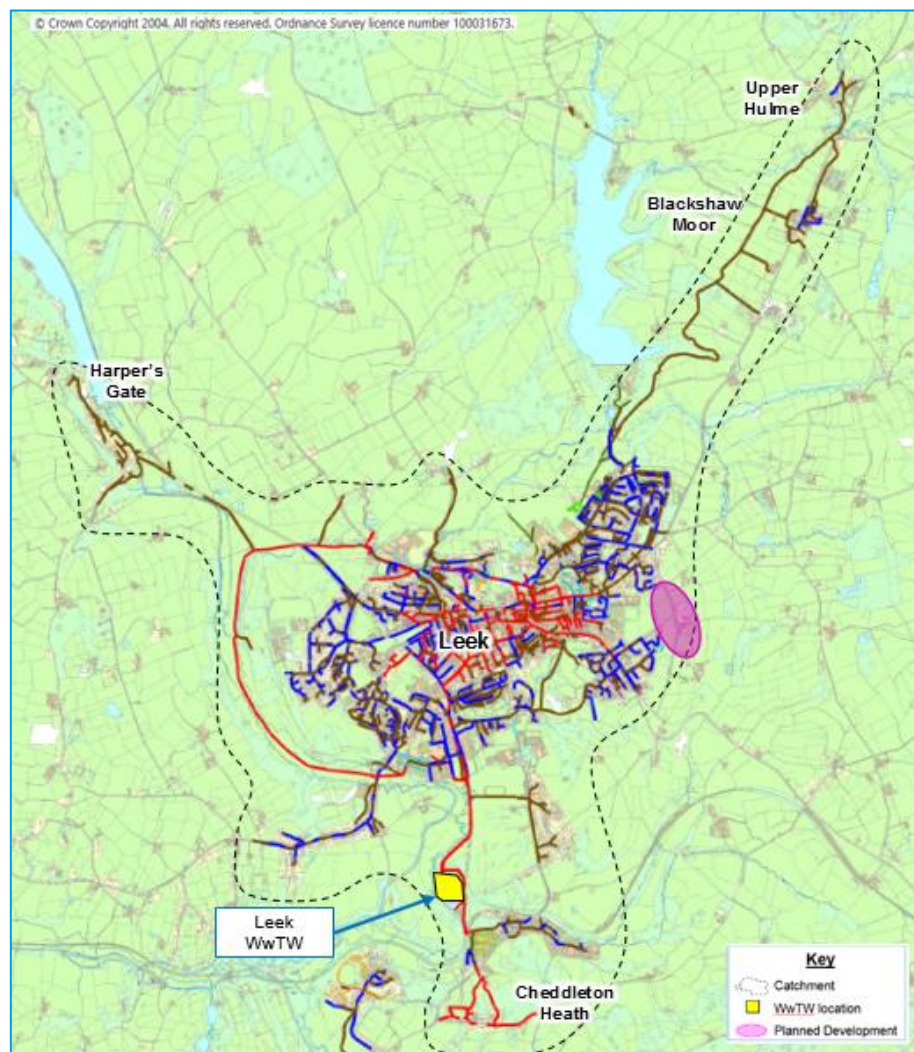 © Crown Copyright 2004. All rights reserved. Ordnance Survey licence number 100031673.
Upper
Hulme
Blackshaw
Moor
Harper's
Gate
Leek
Leek
WwTW
Cheddleton
Heath
Key
Catchment
WwTW location
Planned Development